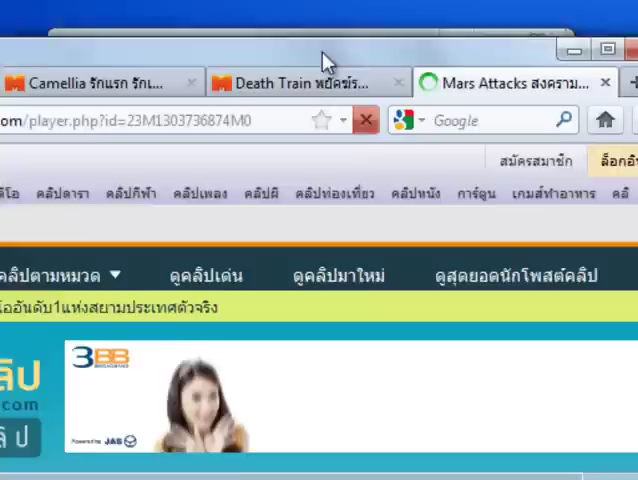 Camella รักแรก รักเ...
Death Train หยัดข์ร...
Mars Attacks สงคราม...
om/player.php?id=23M1303736874M0
Google
สมัครสมาชิก
ล็อกอิน
ดีโอ คลิปดารา คลิปกีฬา คลิปเพลง คลิปผี คลิปท่องเที่ยว คลิปหนัง การ์ตูน เกมส์ทำอาหาร คลิ
คลิปตามหมวด ดูคลิปเด่น ดูคลิปมาใหม่ ดูสุดยอดนักโพสต์คลิป
โออันดับ1แห่งสยามประเทศตัวจริง
ลิป
.com
ลิป
3BB
BROADBAND
Powered by JAS